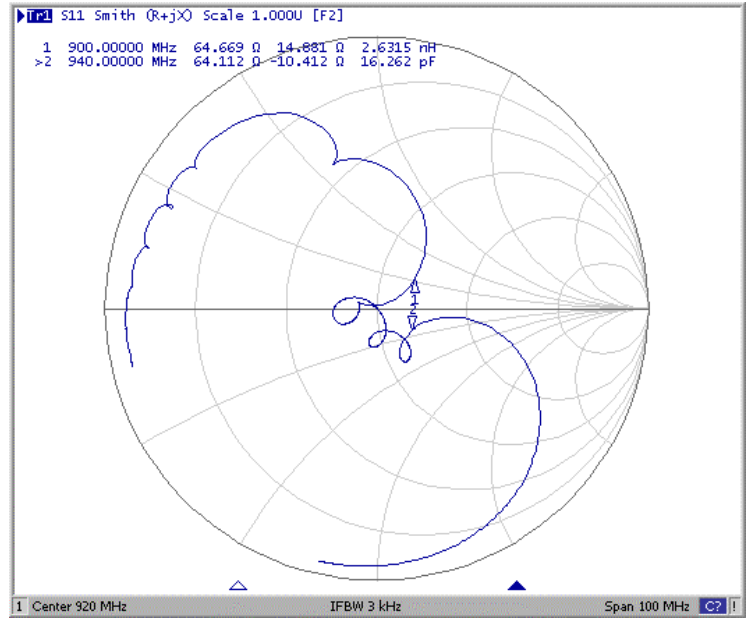 Tr1 S11 Smith (R+jX) Scale 1.000U [F2]
1 900.00000 MHz 64.669 Ω 14.881 Ω 2.6315 nH
>2 940.00000 MHz 64.112 Ω -10.412 Ω 16.262 pF
1
2
1 Center 920 MHz IFBW 3 kHz Span 100 MHz C? !